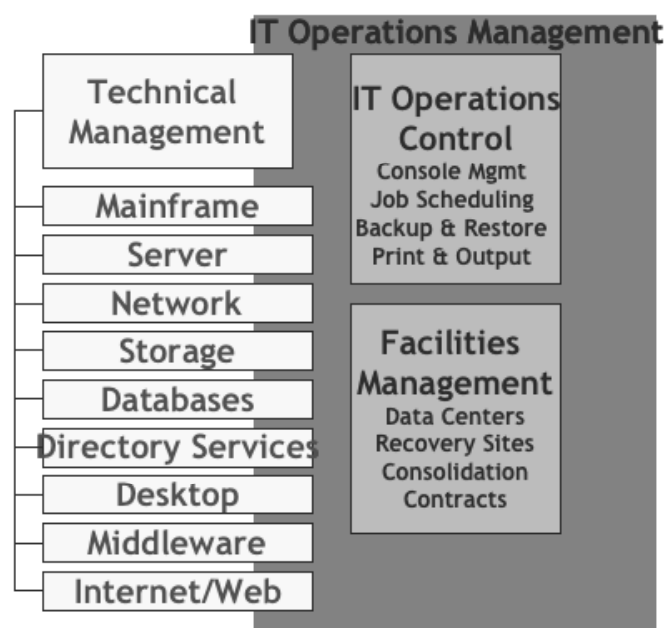 IT Operations Management
Technical
Management
Mainframe
Server
Network
Storage
Databases
Directory Services
Desktop
Middleware
Internet/Web
IT Operations
Control
Console Mgmt
Job Scheduling
Backup & Restore
Print & Output
Facilities
Management
Data Centers
Recovery Sites
Consolidation
Contracts